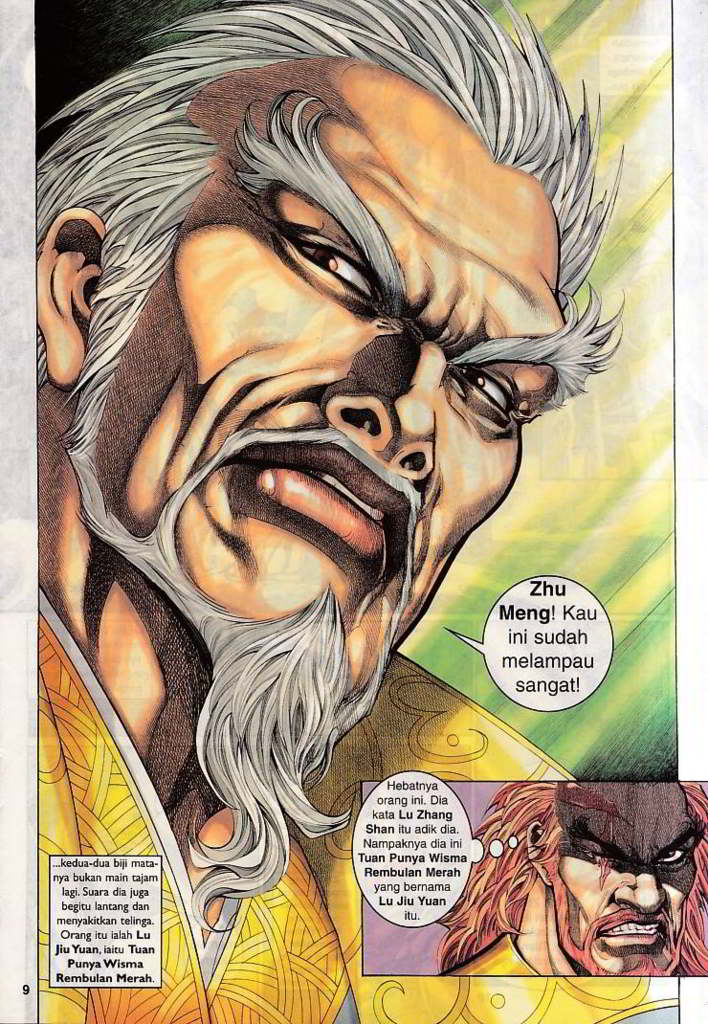 Zhu
Meng! Kau
ini sudah
melampau
sangat!
Hebatnya
orang ini. Dia
kata Lu Zhang
Shan itu adik dia.
Nampaknya dia ini
Tuan Punya Wisma
Rembulan Merah
yang bernama
Lu Jiu Yuan
itu.
...kedua-dua biji mata-
nya bukan main tajam
lagi. Suara dia juga
begitu lantang dan
menyakitkan telinga.
Orang itu ialah Lu
Jiu Yuan, iaitu Tuan
Punya Wisma
Rembulan Merah.
9